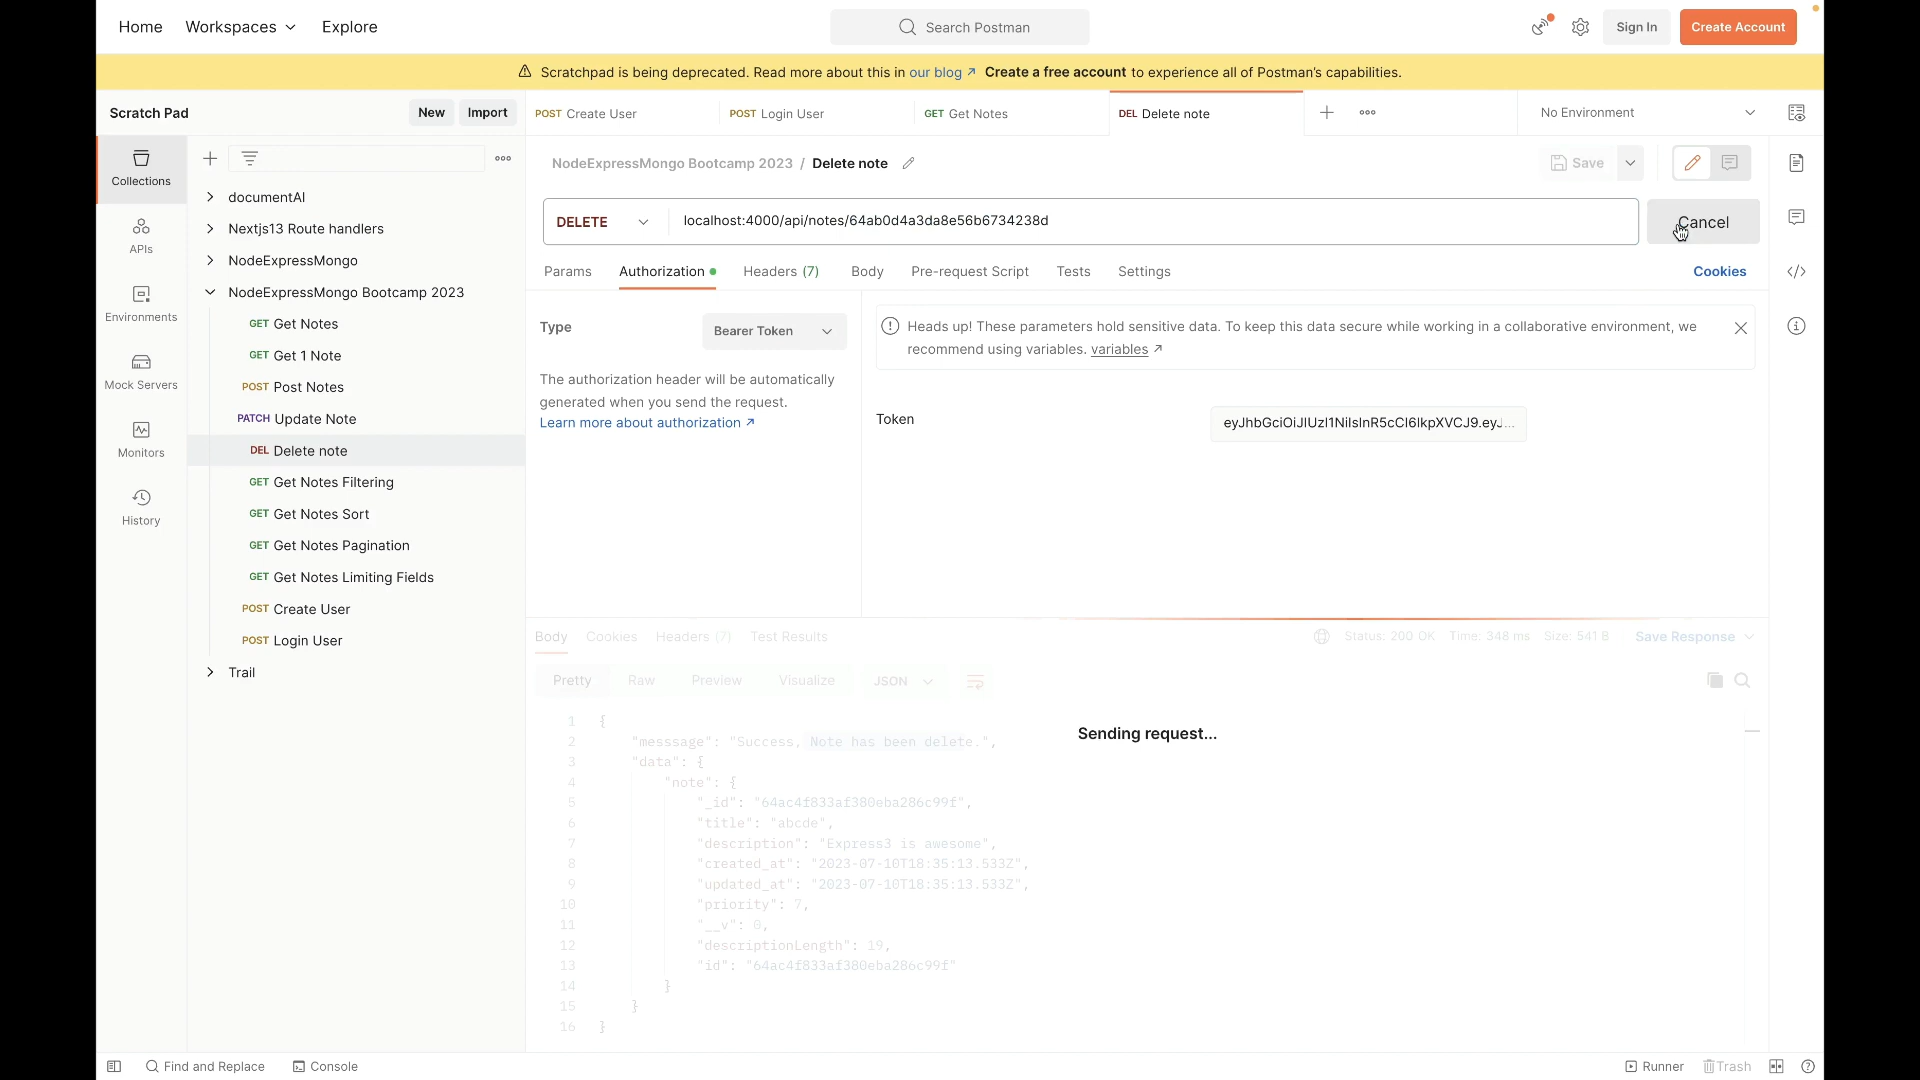 Home Workspaces Explore
Search Postman
Sign In Create Account
Scratchpad is being deprecated. Read more about this in our blog ↗ Create a free account to experience all of Postman's capabilities.
Scratch Pad New Import
POST Create User POST Login User GET Get Notes DEL Delete note
No Environment
Collections
APIs
Environments
Mock Servers
Monitors
History
documentAI
Nextjs13 Route handlers
NodeExpressMongo
NodeExpressMongo Bootcamp 2023
GET Get Notes
GET Get 1 Note
POST Post Notes
PATCH Update Note
DEL Delete note
GET Get Notes Filtering
GET Get Notes Sort
GET Get Notes Pagination
GET Get Notes Limiting Fields
POST Create User
POST Login User
Trail
NodeExpressMongo Bootcamp 2023 / Delete note
Save
DELETE localhost:4000/api/notes/64ab0d4a3da8e56b6734238d
Cancel
Params Authorization Headers (7) Body Pre-request Script Tests Settings
Cookies
Type Bearer Token
The authorization header will be automatically
generated when you send the request.
Learn more about authorization ↗
Heads up! These parameters hold sensitive data. To keep this data secure while working in a collaborative environment, we
recommend using variables. variables ↗
Token eyJhbGciOiJIUzI1NiIsInR5cCI6IkpXVCJ9.eyJ...
Body Cookies Headers (7) Test Results
Status: 200 OK Time: 348 ms Size: 541 B Save Response
Pretty Raw Preview Visualize JSON
Sending request...
1 {
2 "messsage": "Success, Note has been delete.",
3 "data": {
4 "note": {
5 "_id": "64ac4f833af380eba286c99f",
6 "title": "abcde",
7 "description": "Express3 is awesome",
8 "created_at": "2023-07-10T18:35:13.533Z",
9 "updated_at": "2023-07-10T18:35:13.533Z",
10 "priority": 7,
11 "__v": 0,
12 "descriptionLength": 19,
13 "id": "64ac4f833af380eba286c99f"
14 }
15 }
16 }
Find and Replace Console
Runner Trash